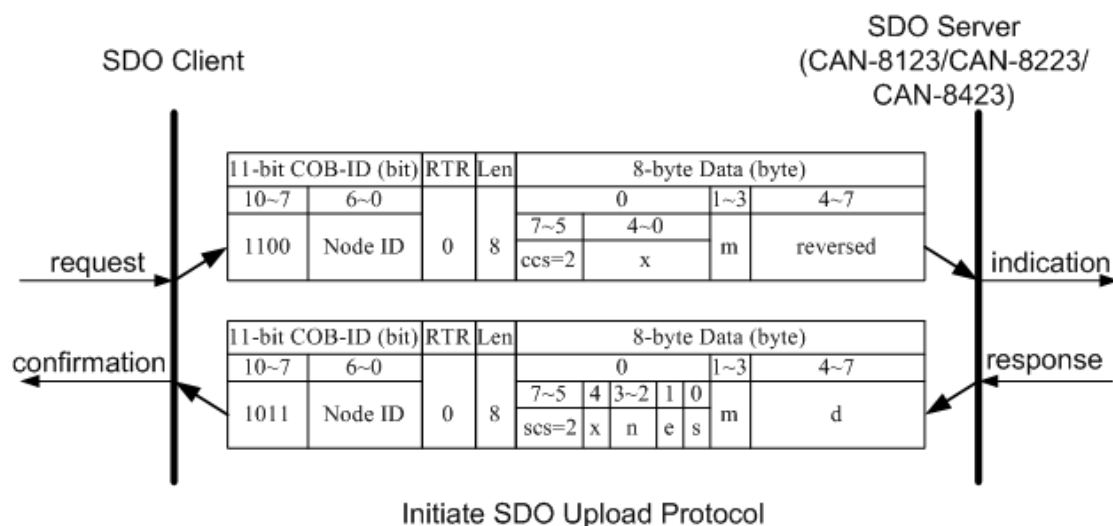 SDO Client
SDO Server
(CAN-8123/CAN-8223/
CAN-8423)
11-bit COB-ID (bit) RTR Len 8-byte Data (byte)
10~7 6~0 0 1~3 4~7
7~5 4~0
1100 Node ID 0 8 m reversed
ccs=2 x
request
indication
11-bit COB-ID (bit) RTR Len 8-byte Data (byte)
10~7 6~0 0 1~3 4~7
7~5 4 3~2 1 0
1011 Node ID 0 8 m d
scs=2 x n e s
confirmation
response
Initiate SDO Upload Protocol